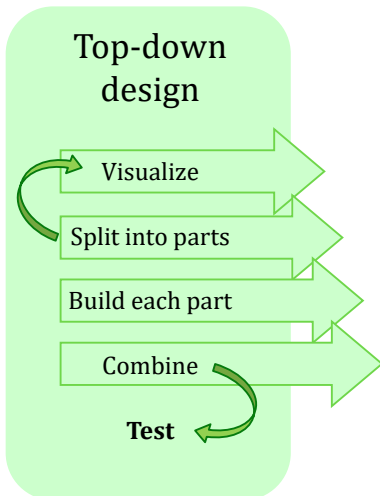 Top-down
design
Visualize
Split into parts
Build each part
Combine
Test